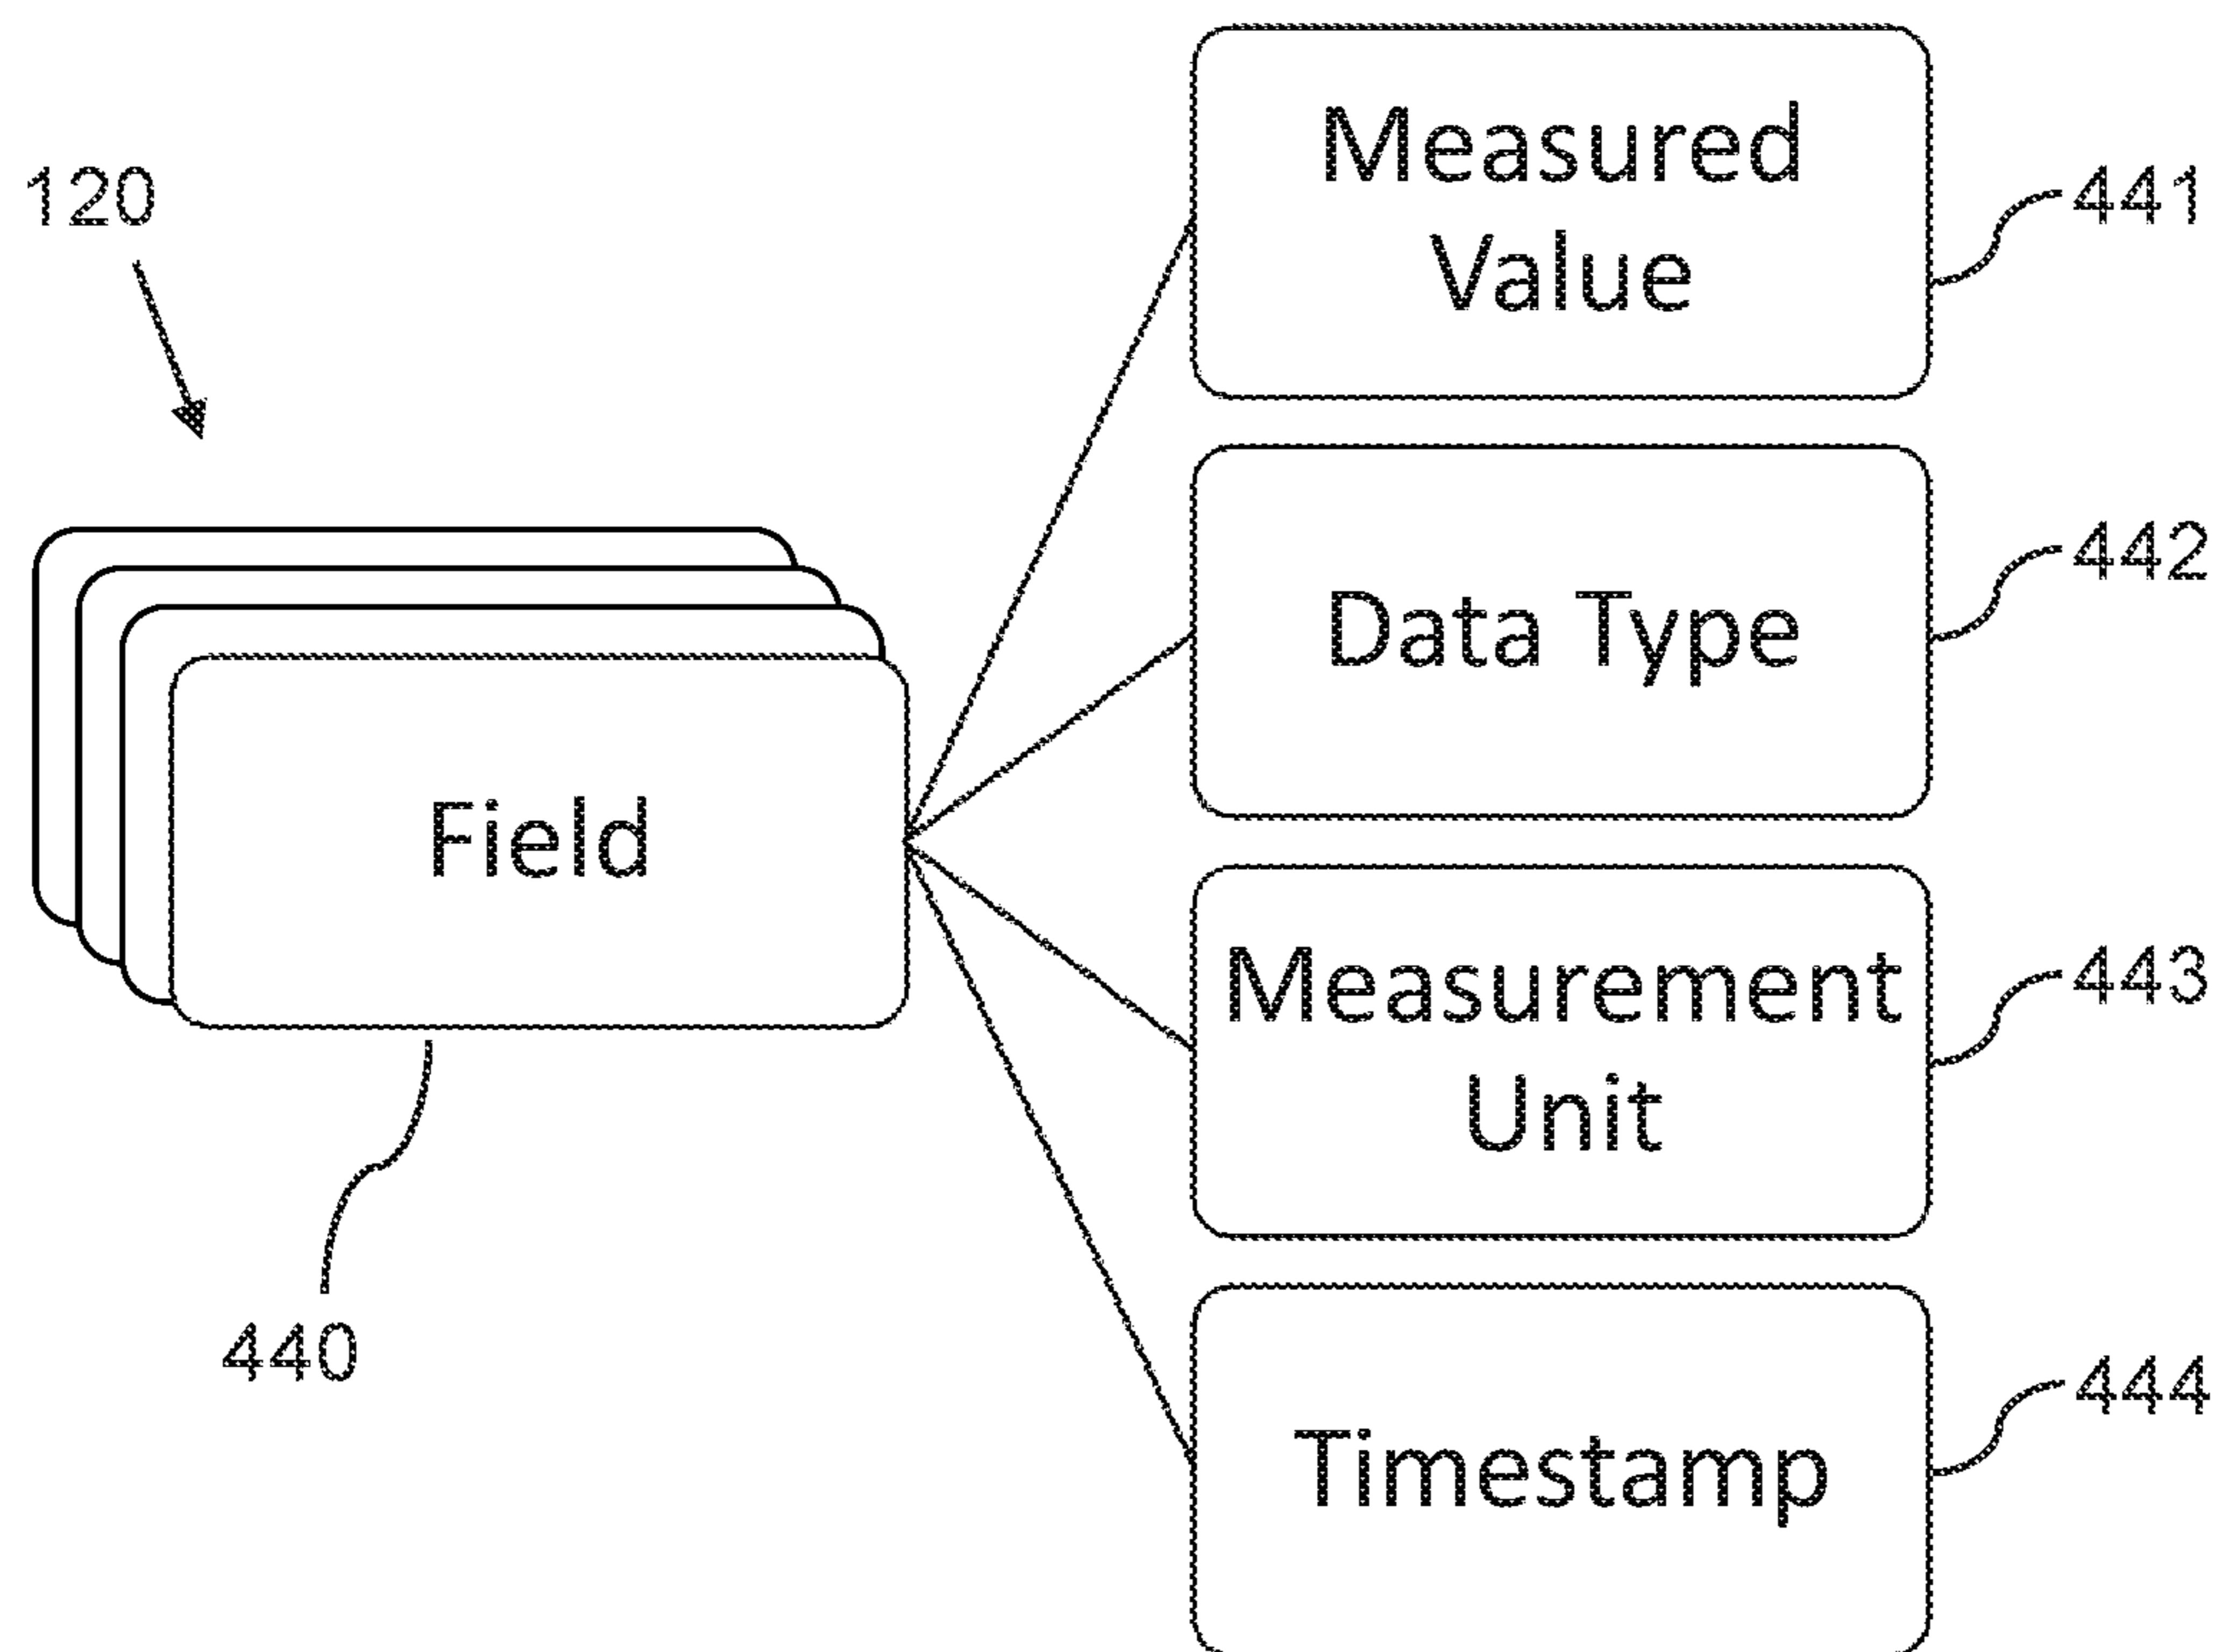 120
Field
440
Measured
Value
441
Data Type
442
Measurement
Unit
443
Timestamp
444